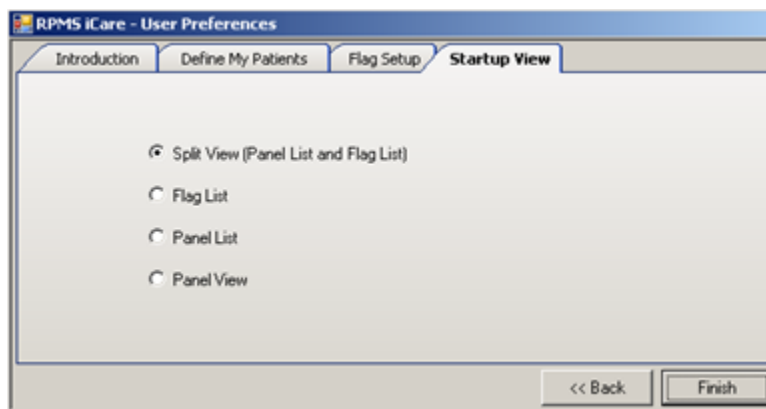 RPMS iCare - User Preferences
Introduction Define My Patients Flag Setup Startup View
Split View (Panel List and Flag List)
Flag List
Panel List
Panel View
<< Back Finish